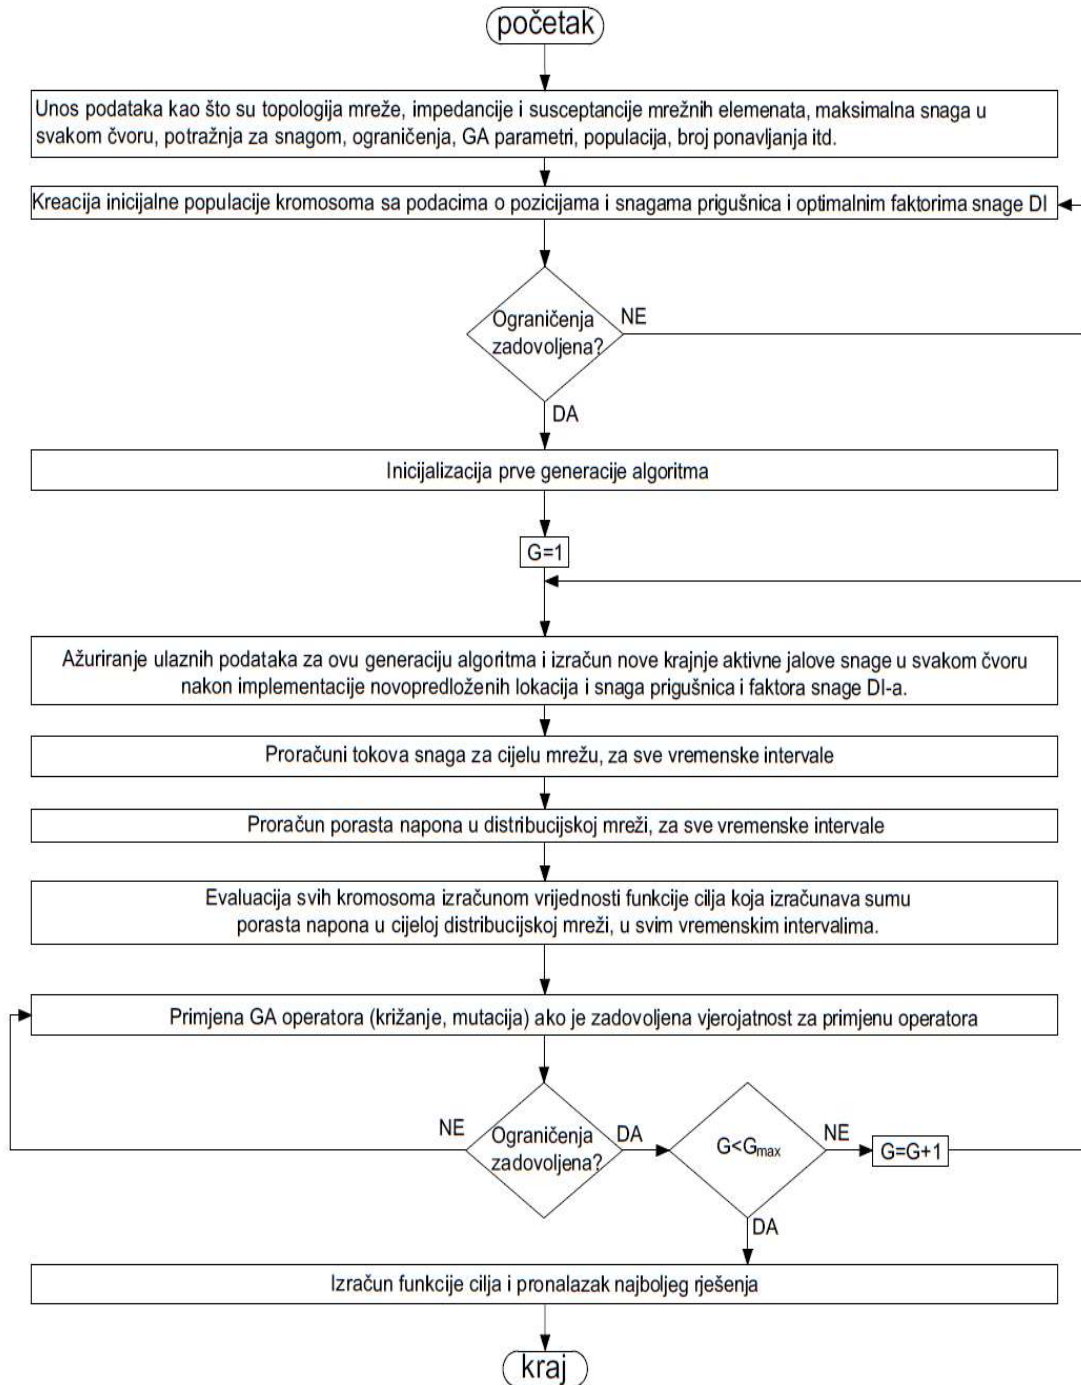 početak
Unos podataka kao što su topologija mreže, impedancije i susceptancije mrežnih elemenata, maksimalna snaga u
svakom čvoru, potražnja za snagom, ograničenja, GA parametri, populacija, broj ponavljanja itd.
Kreacija inicijalne populacije kromosoma sa podacima o pozicijama i snagama prigušnica i optimalnim faktorima snage DI
Ograničenja
zadovoljena?
NE
DA
Inicijalizacija prve generacije algoritma
G=1
Ažuriranje ulaznih podataka za ovu generaciju algoritma i izračun nove krajnje aktivne jalove snage u svakom čvoru
nakon implementacije novopredloženih lokacija i snaga prigušnica i faktora snage DI-a.
Proračuni tokova snaga za cijelu mrežu, za sve vremenske intervale
Proračun porasta napona u distribucijskoj mreži, za sve vremenske intervale
Evaluacija svih kromosoma izračunom vrijednosti funkcije cilja koja izračunava sumu
porasta napona u cijeloj distribucijskoj mreži, u svim vremenskim intervalima.
Primjena GA operatora (križanje, mutacija) ako je zadovoljena vjerojatnost za primjenu operatora
NE
Ograničenja
zadovoljena?
DA
G<Gmax
NE
G=G+1
DA
Izračun funkcije cilja i pronalazak najboljeg rješenja
kraj